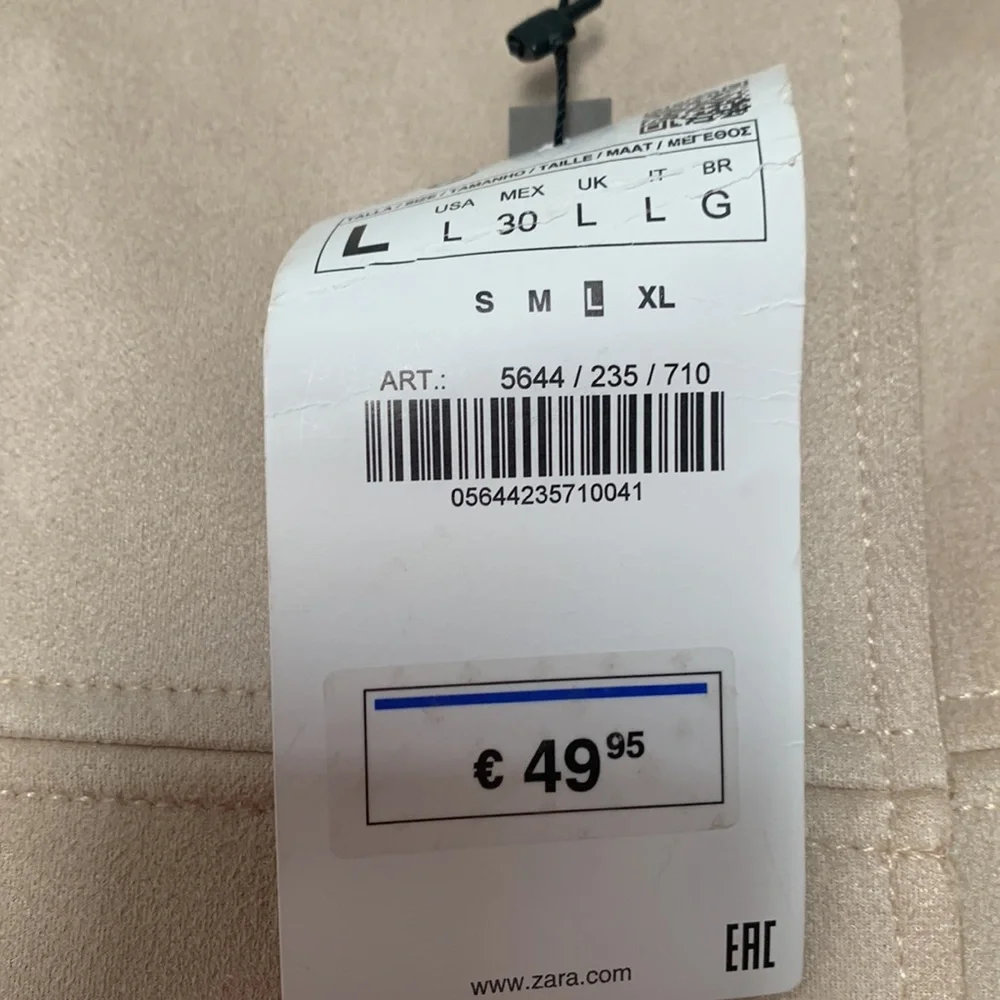 TALLA / SIZE / TAMANHO / TAILLE / MAAT / ΜΕΓΕΘΟΣ
USA MEX UK IT BR
L L 30 L L G
S M L XL
ART.: 5644 / 235 / 710
05644235710041
€ 49 95
EAC
www.zara.com